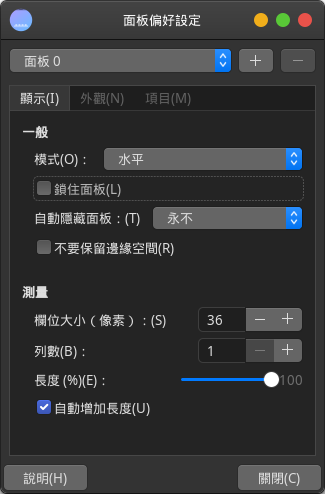 面板偏好設定
面板 0
顯示(I) 外觀(N) 項目(M)
一般
模式(O)： 水平
鎖住面板(L)
自動隱藏面板：(T) 永不
不要保留邊緣空間(R)
測量
欄位大小（像素）：(S) 36
列數(B)： 1
長度 (%)(E)： 100
自動增加長度(U)
說明(H) 關閉(C)